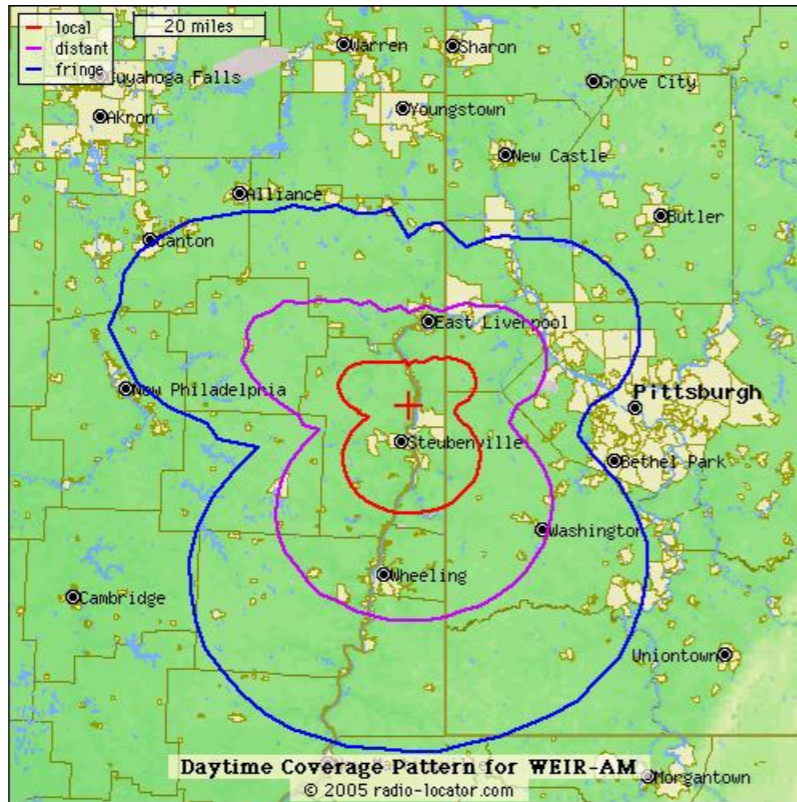 local
distant
fringe
20 miles
Warren
Sharon
Cuyahoga Falls
Grove City
Akron
Youngstown
New Castle
Alliance
Butler
Canton
East Liverpool
New Philadelphia
Pittsburgh
Steubenville
Bethel Park
Washington
Wheeling
Cambridge
Uniontown
Daytime Coverage Pattern for WEIR-AM
Morgantown
© 2005 radio-locator.com